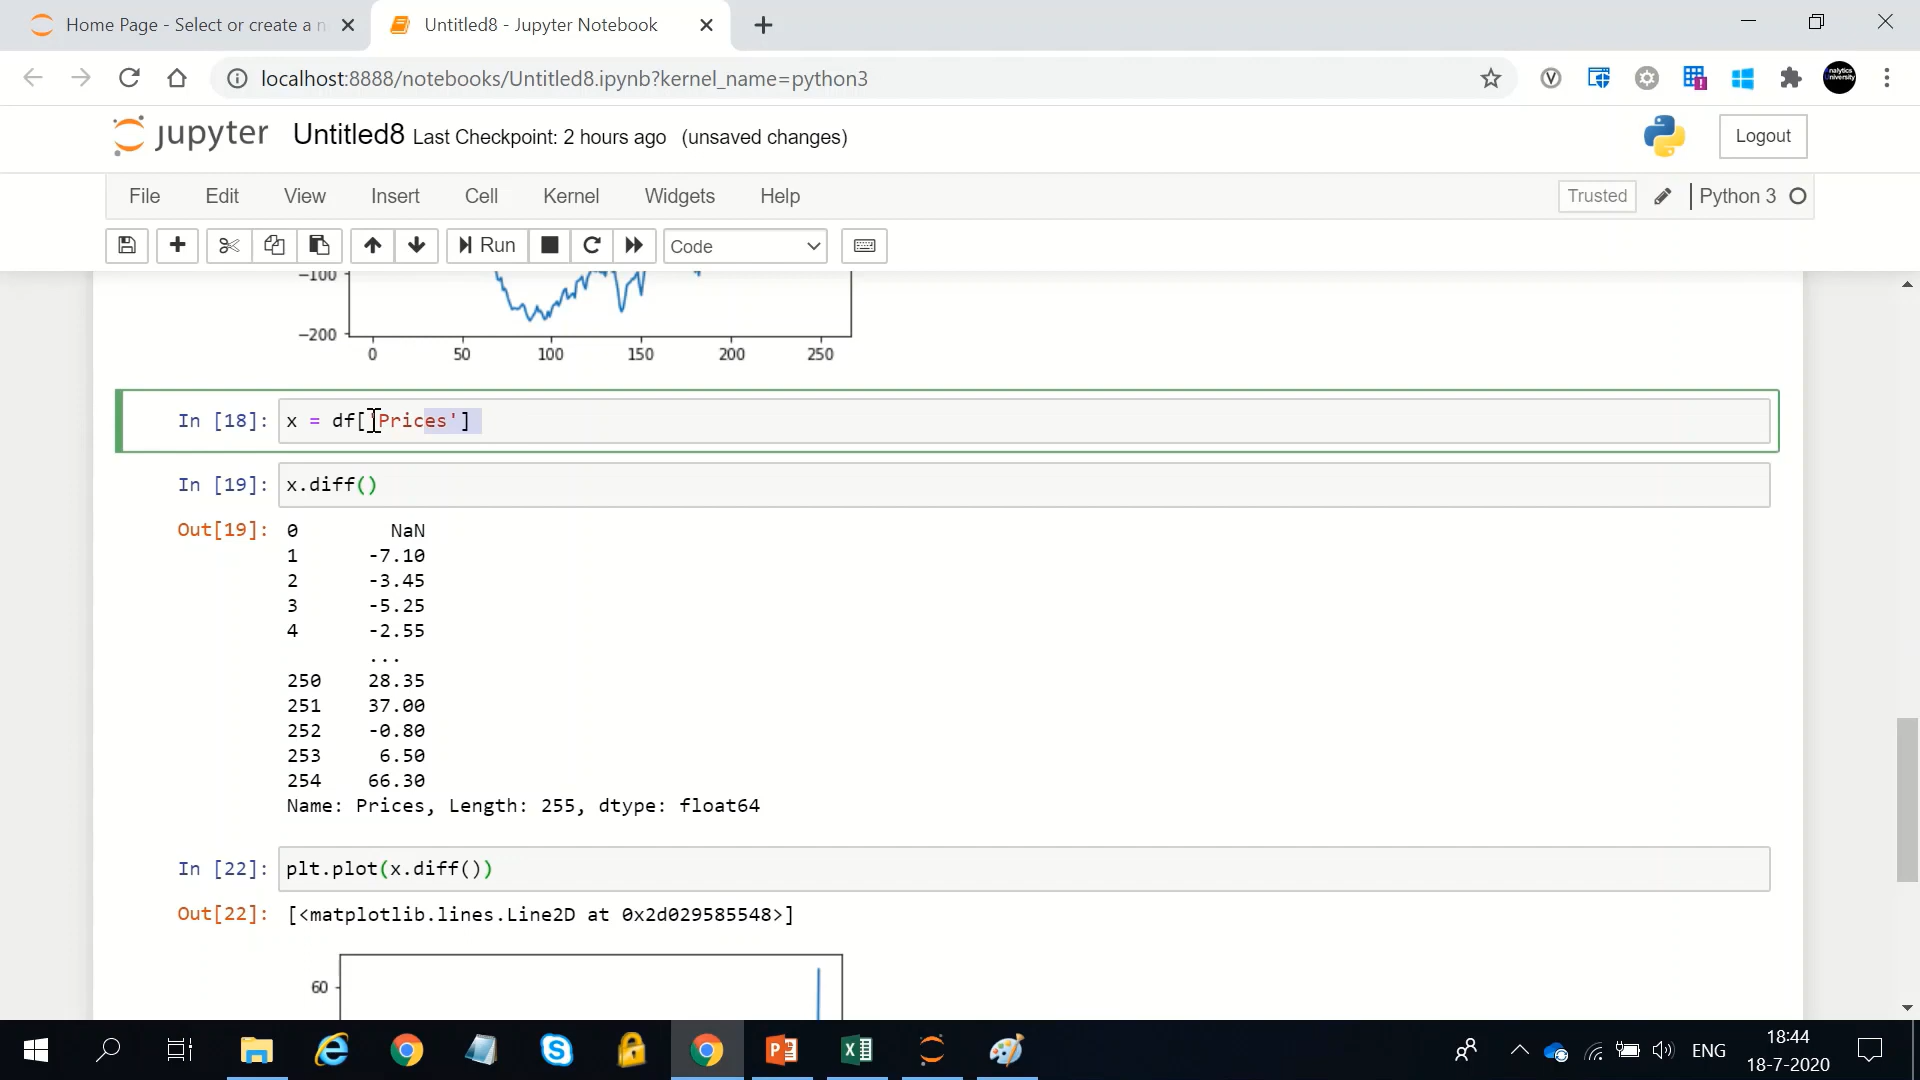 Home Page - Select or create a n
Untitled8 - Jupyter Notebook
localhost:8888/notebooks/Untitled8.ipynb?kernel_name=python3
nalytics
university
jupyter Untitled8 Last Checkpoint: 2 hours ago (unsaved changes)
Logout
File Edit View Insert Cell Kernel Widgets Help
Trusted
Python 3
Run
Code
−100
−200
0 50 100 150 200 250
In [18]: x = df['Prices']
In [19]: x.diff()
Out[19]: 0 NaN
1 -7.10
2 -3.45
3 -5.25
4 -2.55
...
250 28.35
251 37.00
252 -0.80
253 6.50
254 66.30
Name: Prices, Length: 255, dtype: float64
In [22]: plt.plot(x.diff())
Out[22]: [<matplotlib.lines.Line2D at 0x2d029585548>]
60
ENG
18:44
18-7-2020